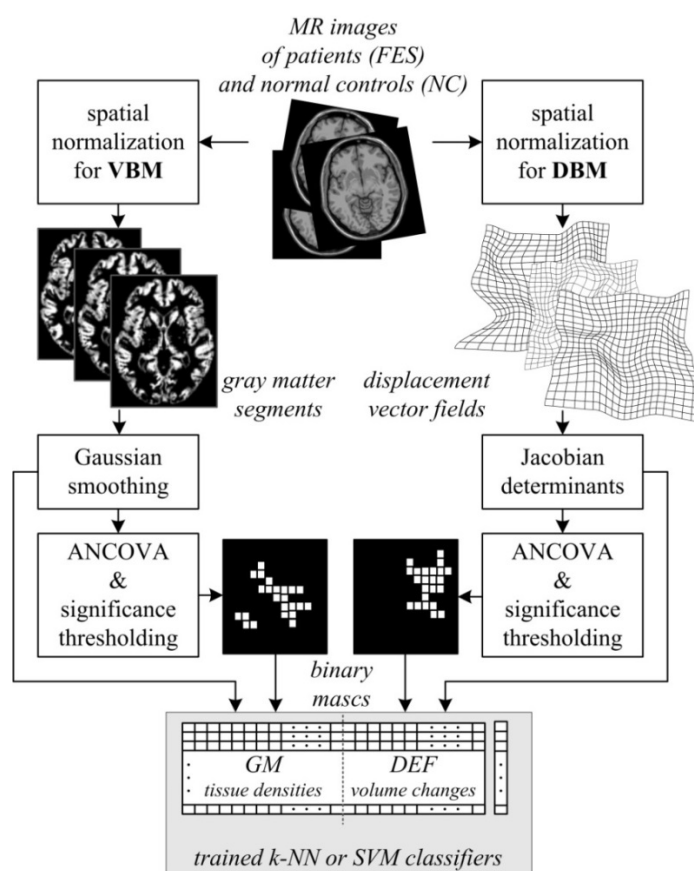 MR images
of patients (FES)
and normal controls (NC)
spatial
normalization
for VBM
spatial
normalization
for DBM
gray matter
segments
displacement
vector fields
Gaussian
smoothing
Jacobian
determinants
ANCOVA
&
significance
thresholding
ANCOVA
&
significance
thresholding
binary
mascs
GM
tissue densities
DEF
volume changes
trained k-NN or SVM classifiers